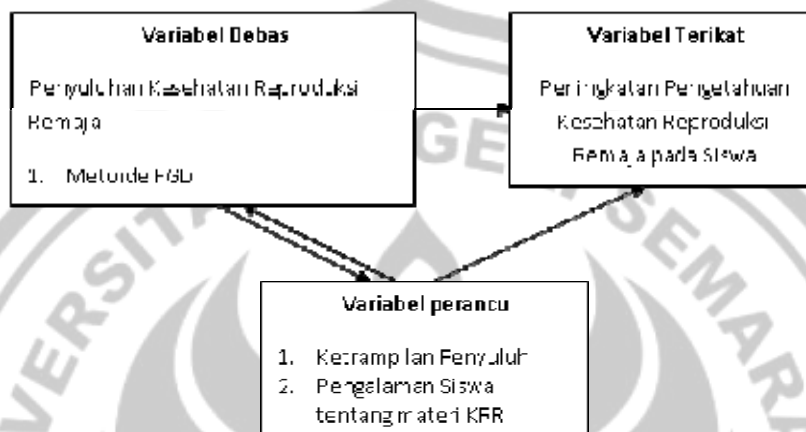 Variabel Bebas
Penyuluhan Kesehatan Reproduksi
Remaja
1. Metode FGD
Variabel Terikat
Peningkatan Pengetahuan
Kesehatan Reproduksi
Remaja pada Siswa
Variabel perancu
1. Ketrampilan Penyuluh
2. Pengalaman Siswa
tentang materi KRR